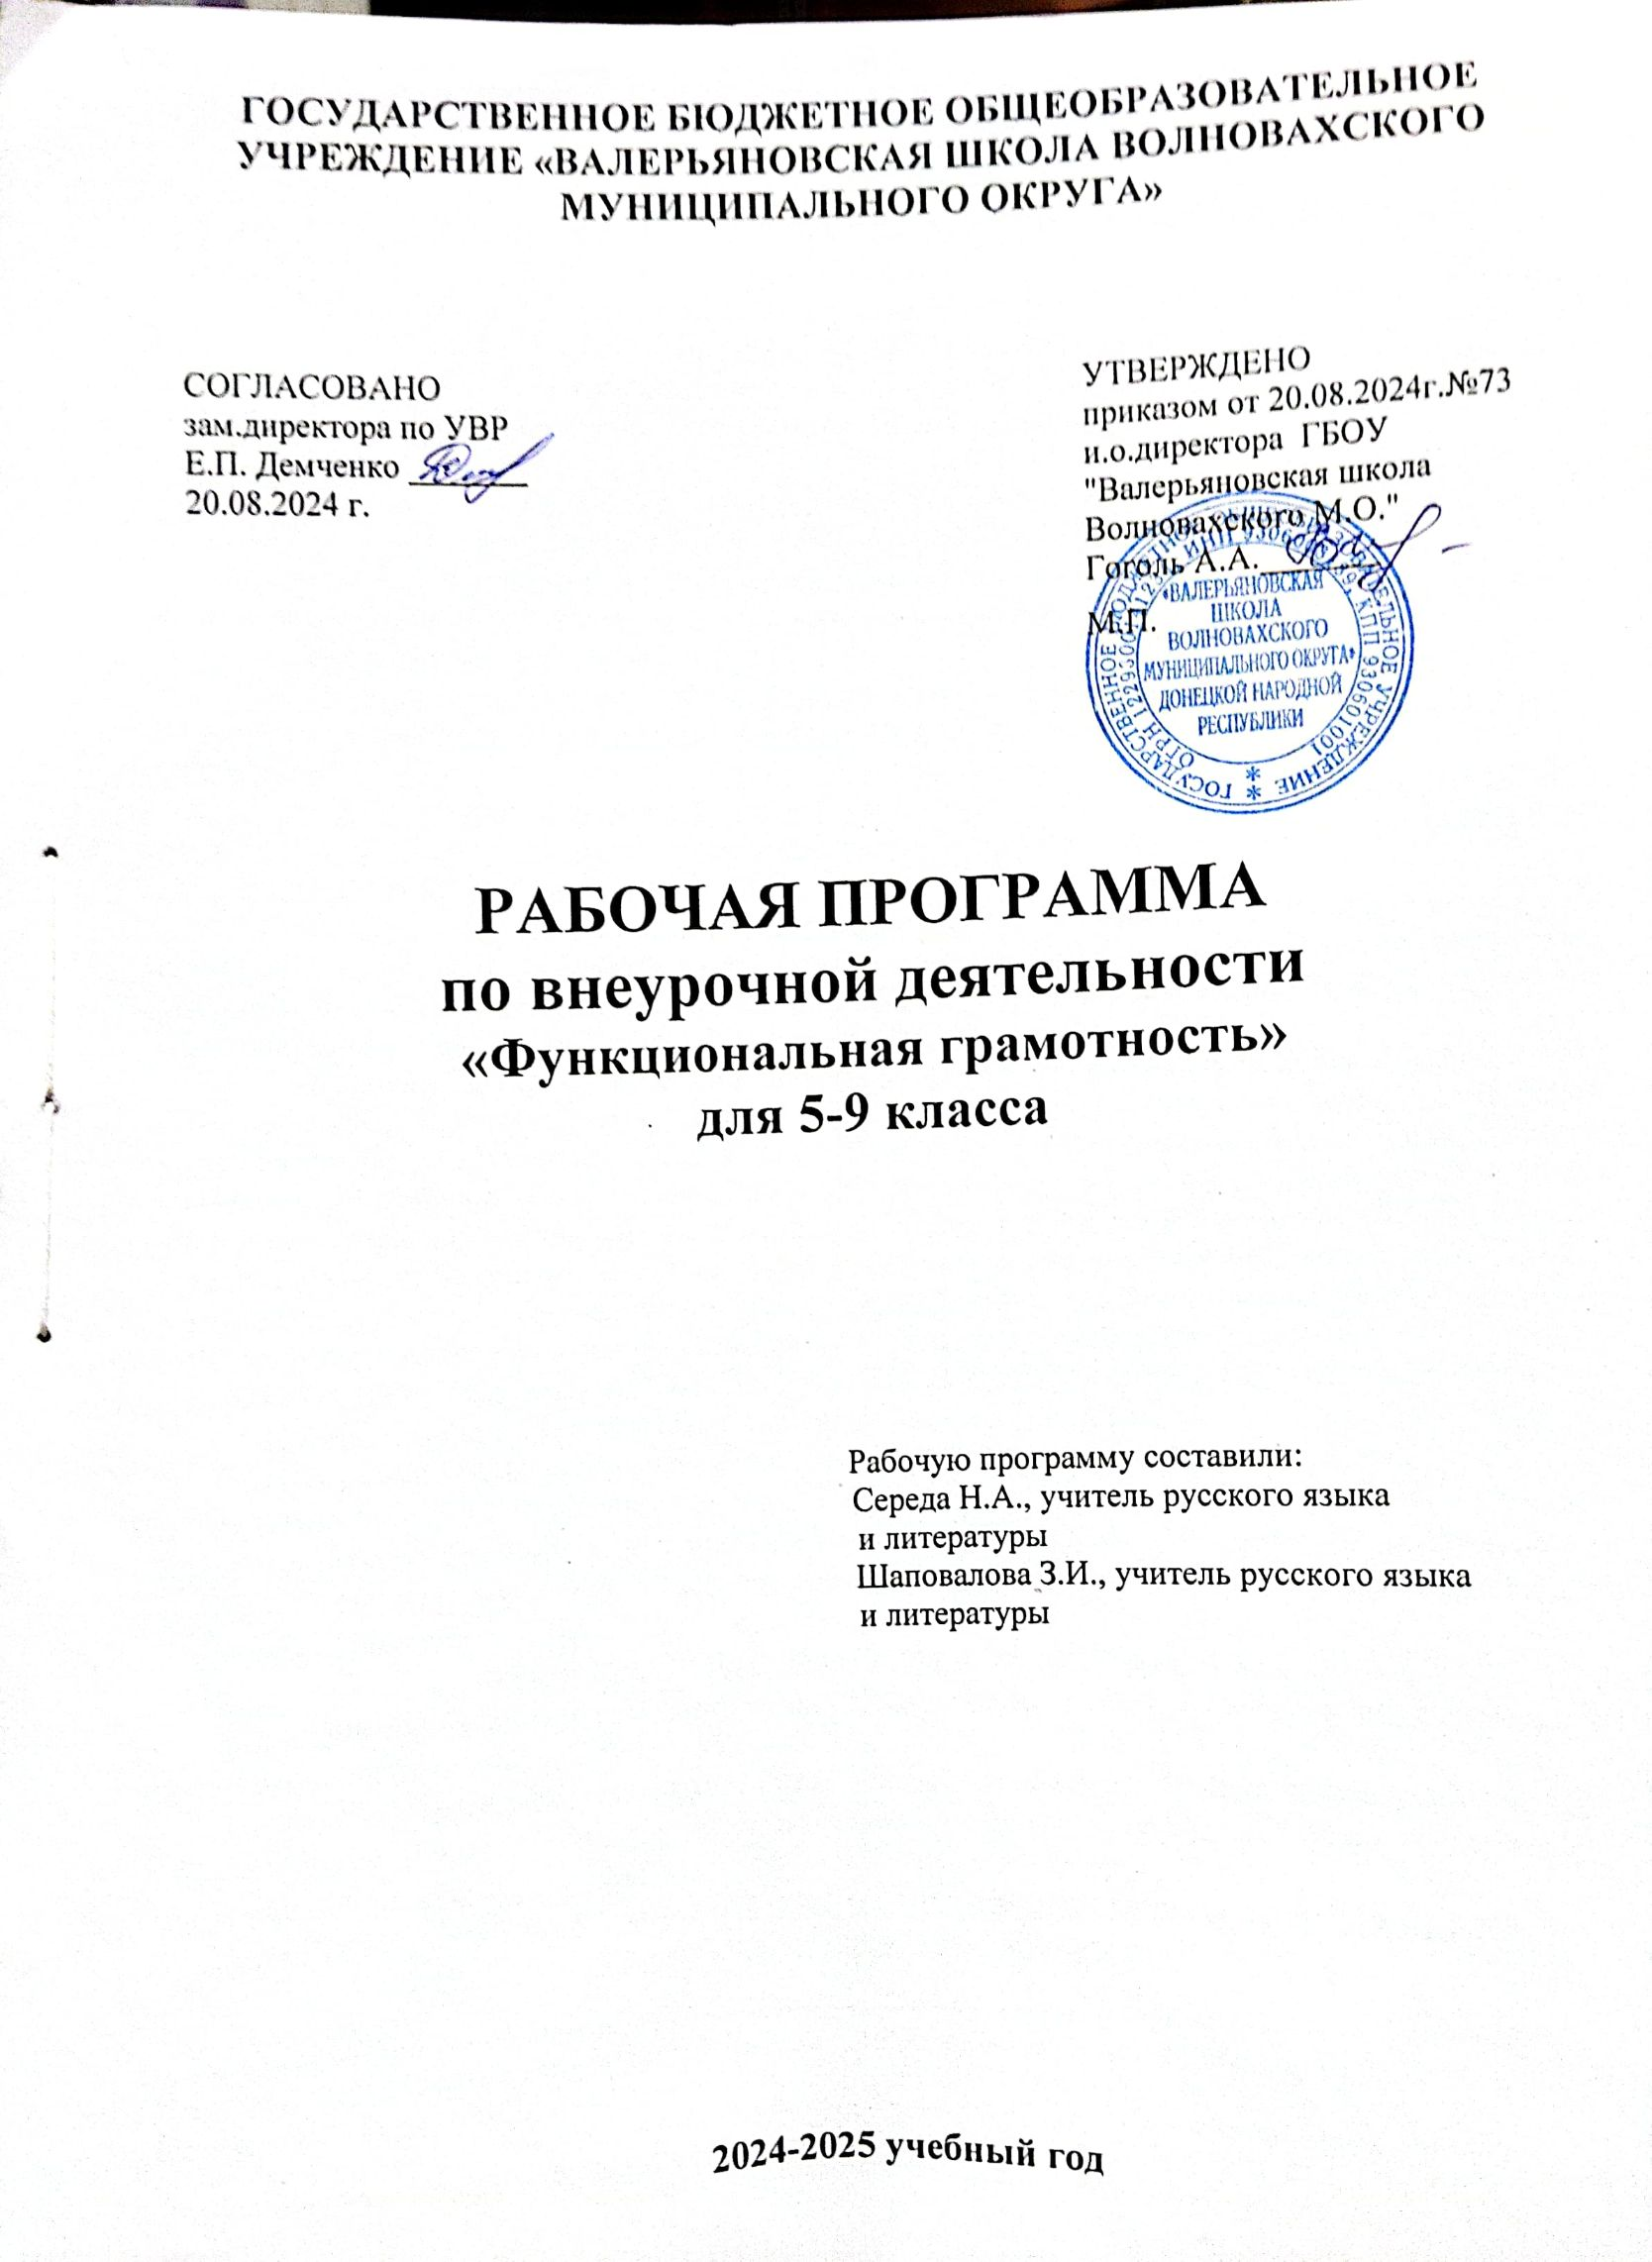 ГОСУДАРСТВЕННОЕ БЮДЖЕТНОЕ ОБЩЕОБРАЗОВАТЕЛЬНОЕ
УЧРЕЖДЕНИЕ «ВАЛЕРЬЯНОВСКАЯ ШКОЛА ВОЛНОВАХСКОГО
МУНИЦИПАЛЬНОГО ОКРУГА»
СОГЛАСОВАНО
зам.директора по УВР
Е.П. Демченко
20.08.2024 г.
УТВЕРЖДЕНО
приказом от 20.08.2024г.№73
и.о.директора ГБОУ
"Валерьяновская школа
Волновахского М.О."
Гоголь А.А.
М.П.
«ВАЛЕРЬЯНОВСКАЯ
ШКОЛА
ВОЛНОВАХСКОГО
МУНИЦИПАЛЬНОГО ОКРУГА»
ДОНЕЦКОЙ НАРОДНОЙ
РЕСПУБЛИКИ
КПП 930601001
РАБОЧАЯ ПРОГРАММА
по внеурочной деятельности
«Функциональная грамотность»
для 5-9 класса
Рабочую программу составили:
Середа Н.А., учитель русского языка
и литературы
Шаповалова З.И., учитель русского языка
и литературы
2024-2025 учебный год